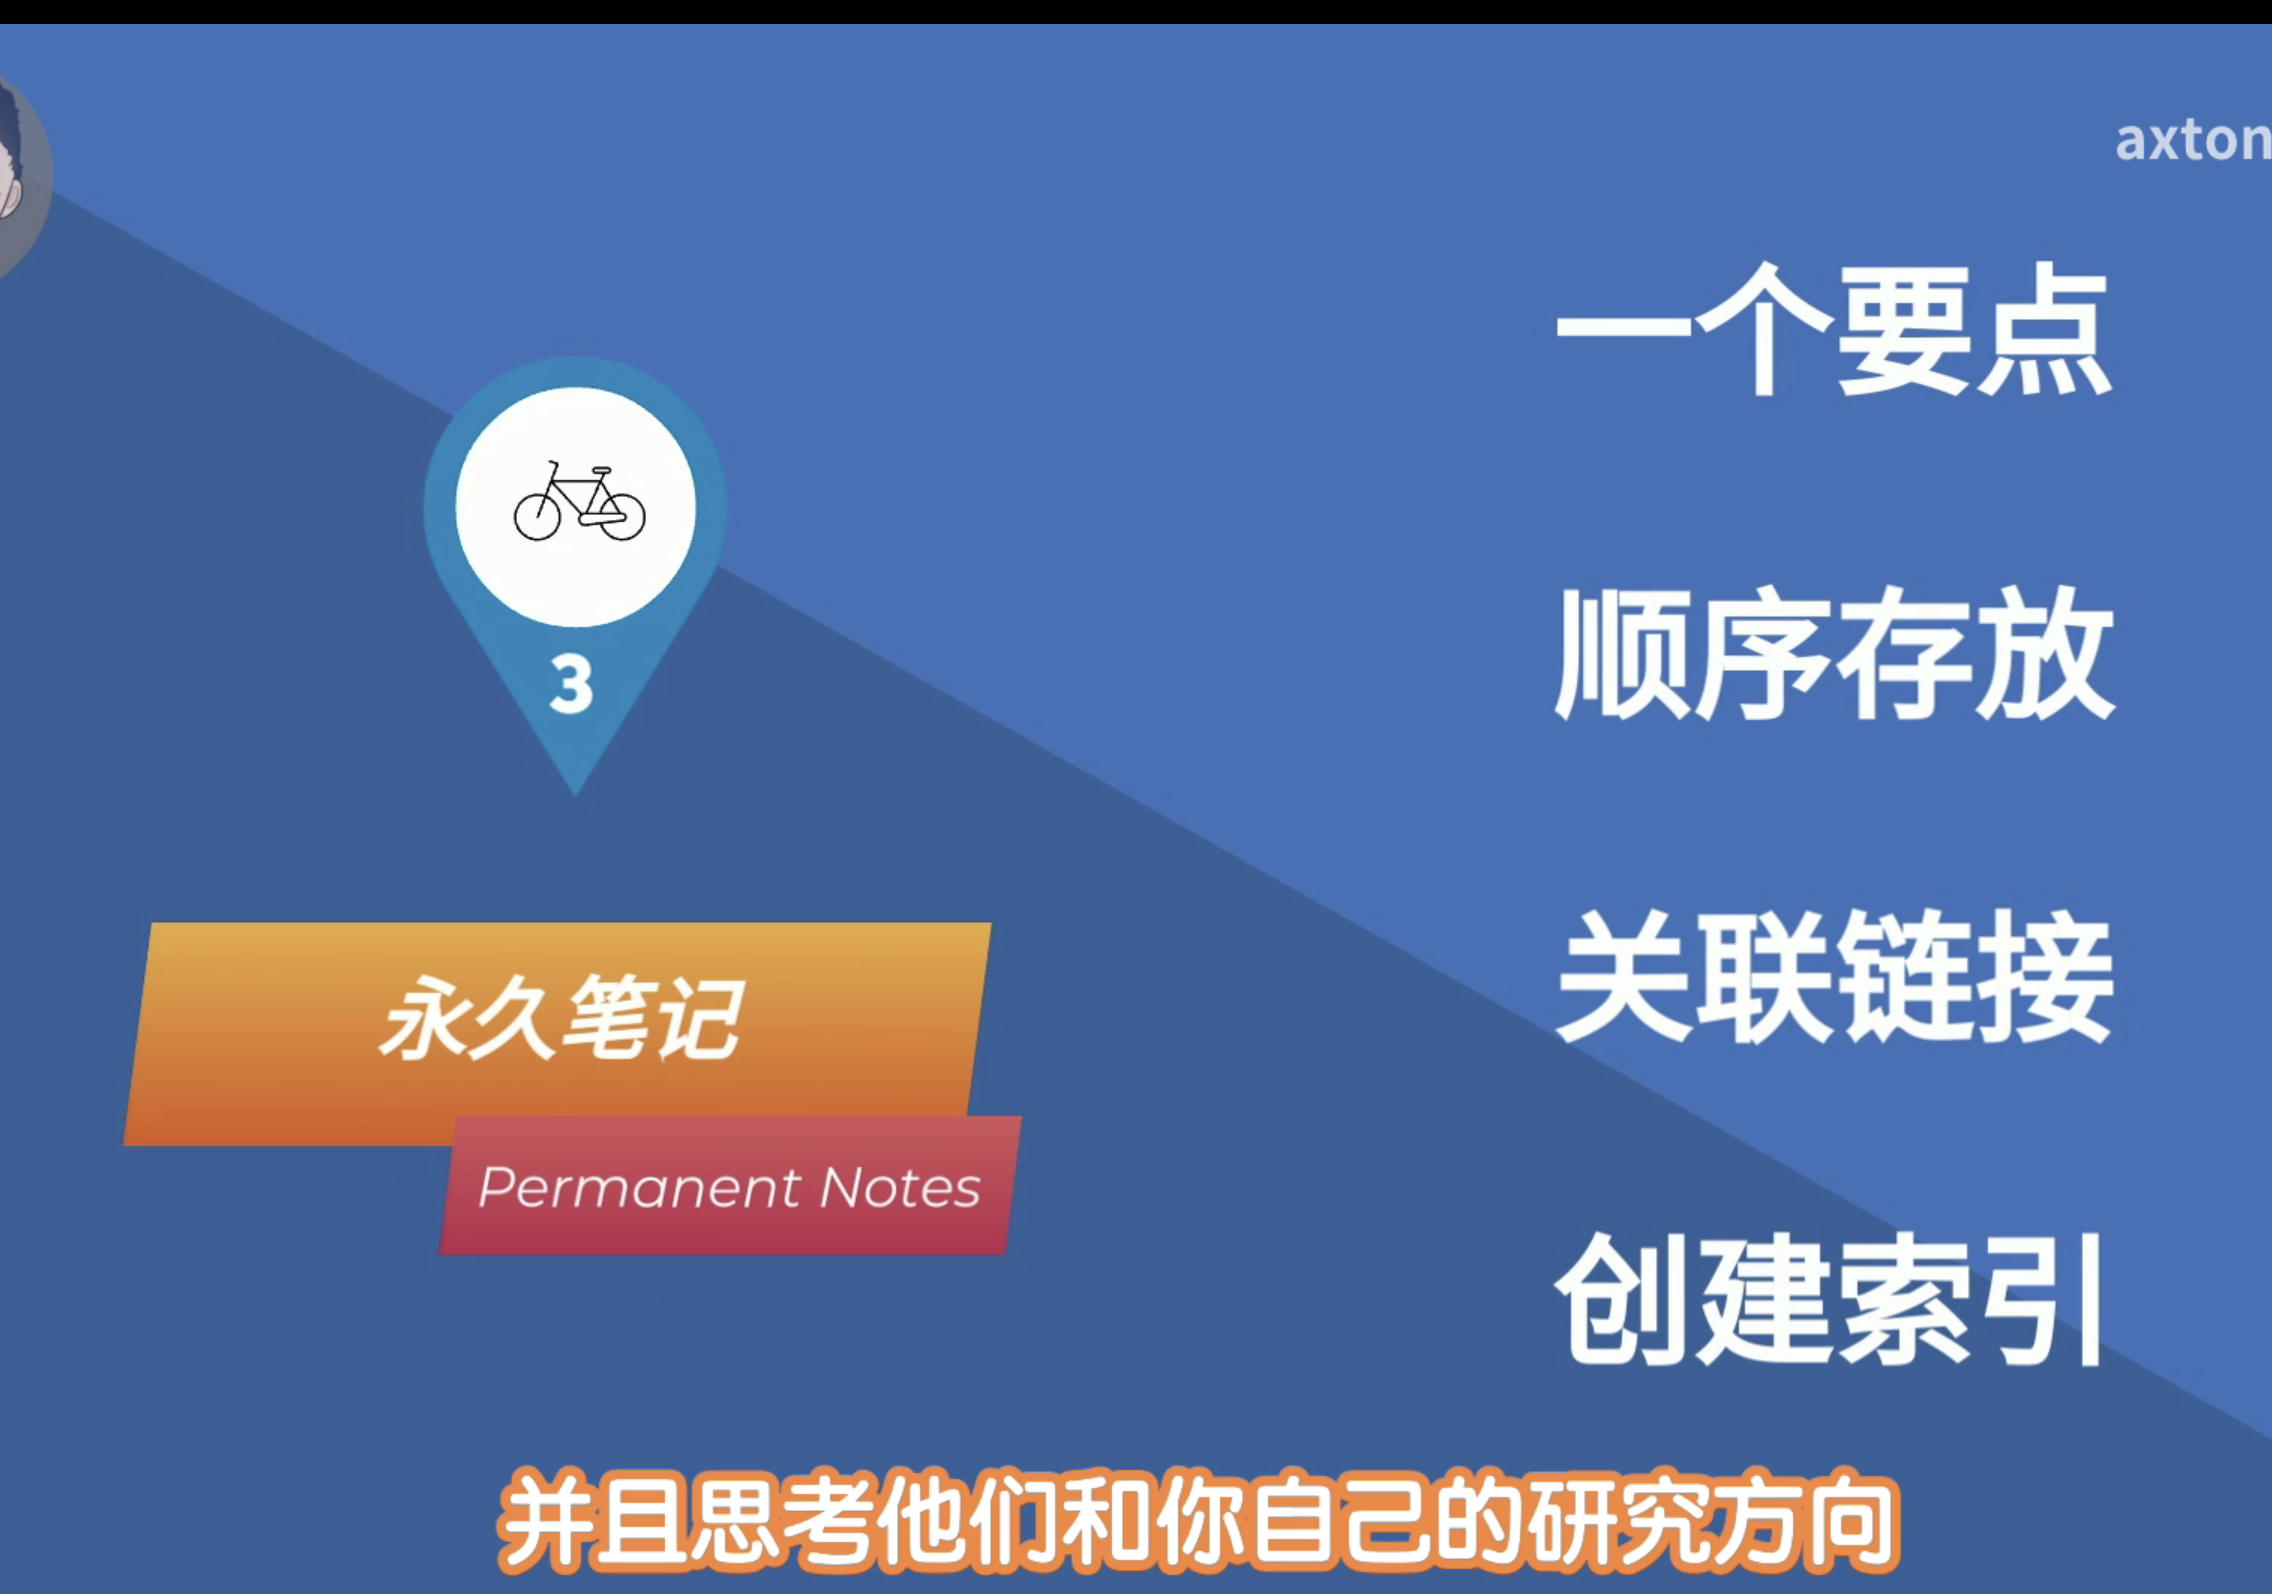 axton
一个要点
顺序存放
3
关联链接
永久笔记
Permanent Notes
创建索引
并且思考他们和你自己的研究方向